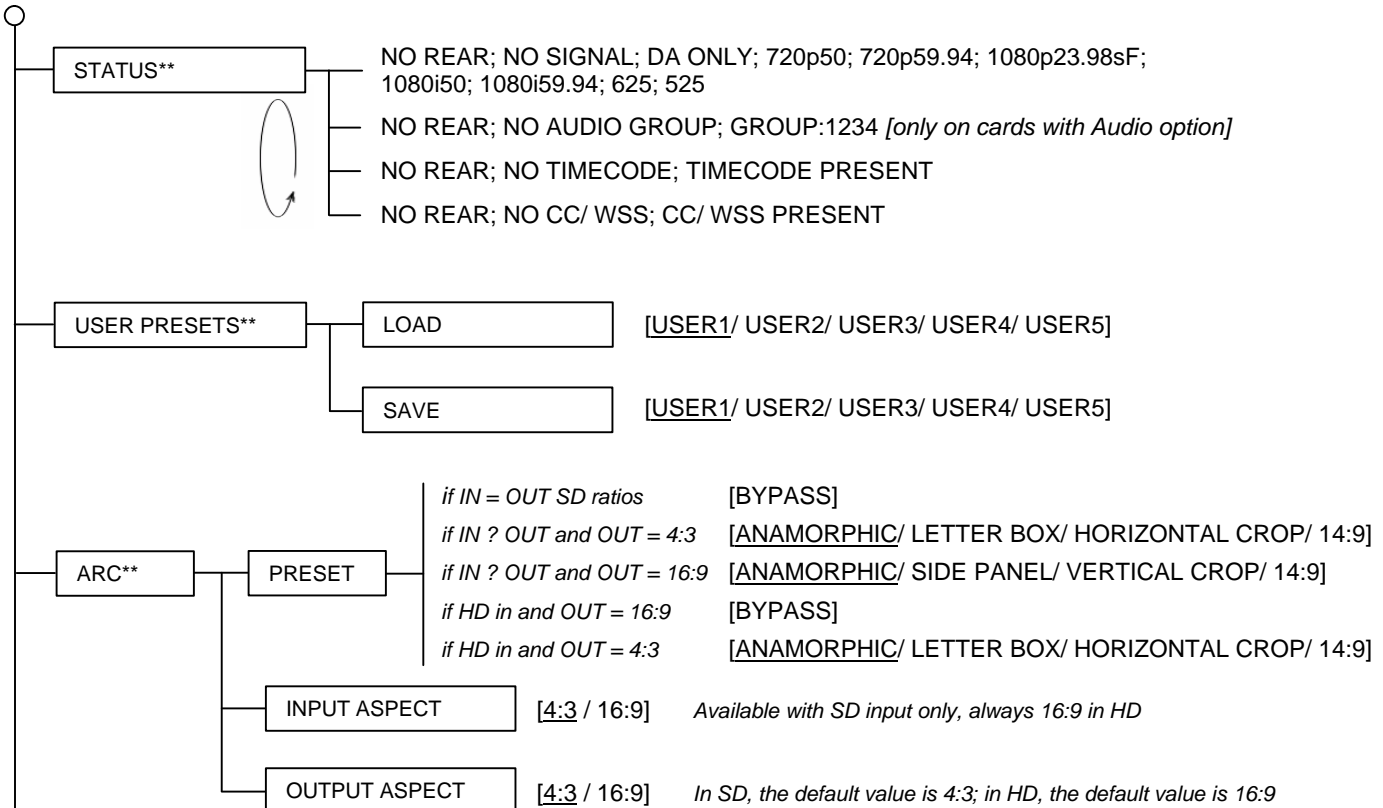 STATUS**
NO REAR; NO SIGNAL; DA ONLY; 720p50; 720p59.94; 1080p23.98sF;
1080i50; 1080i59.94; 625; 525
NO REAR; NO AUDIO GROUP; GROUP:1234 [only on cards with Audio option]
NO REAR; NO TIMECODE; TIMECODE PRESENT
NO REAR; NO CC/ WSS; CC/ WSS PRESENT
USER PRESETS**
LOAD [USER1/ USER2/ USER3/ USER4/ USER5]
SAVE [USER1/ USER2/ USER3/ USER4/ USER5]
ARC**
PRESET
if IN = OUT SD ratios [BYPASS]
if IN ? OUT and OUT = 4:3 [ANAMORPHIC/ LETTER BOX/ HORIZONTAL CROP/ 14:9]
if IN ? OUT and OUT = 16:9 [ANAMORPHIC/ SIDE PANEL/ VERTICAL CROP/ 14:9]
if HD in and OUT = 16:9 [BYPASS]
if HD in and OUT = 4:3 [ANAMORPHIC/ LETTER BOX/ HORIZONTAL CROP/ 14:9]
INPUT ASPECT [4:3 / 16:9] Available with SD input only, always 16:9 in HD
OUTPUT ASPECT [4:3 / 16:9] In SD, the default value is 4:3; in HD, the default value is 16:9